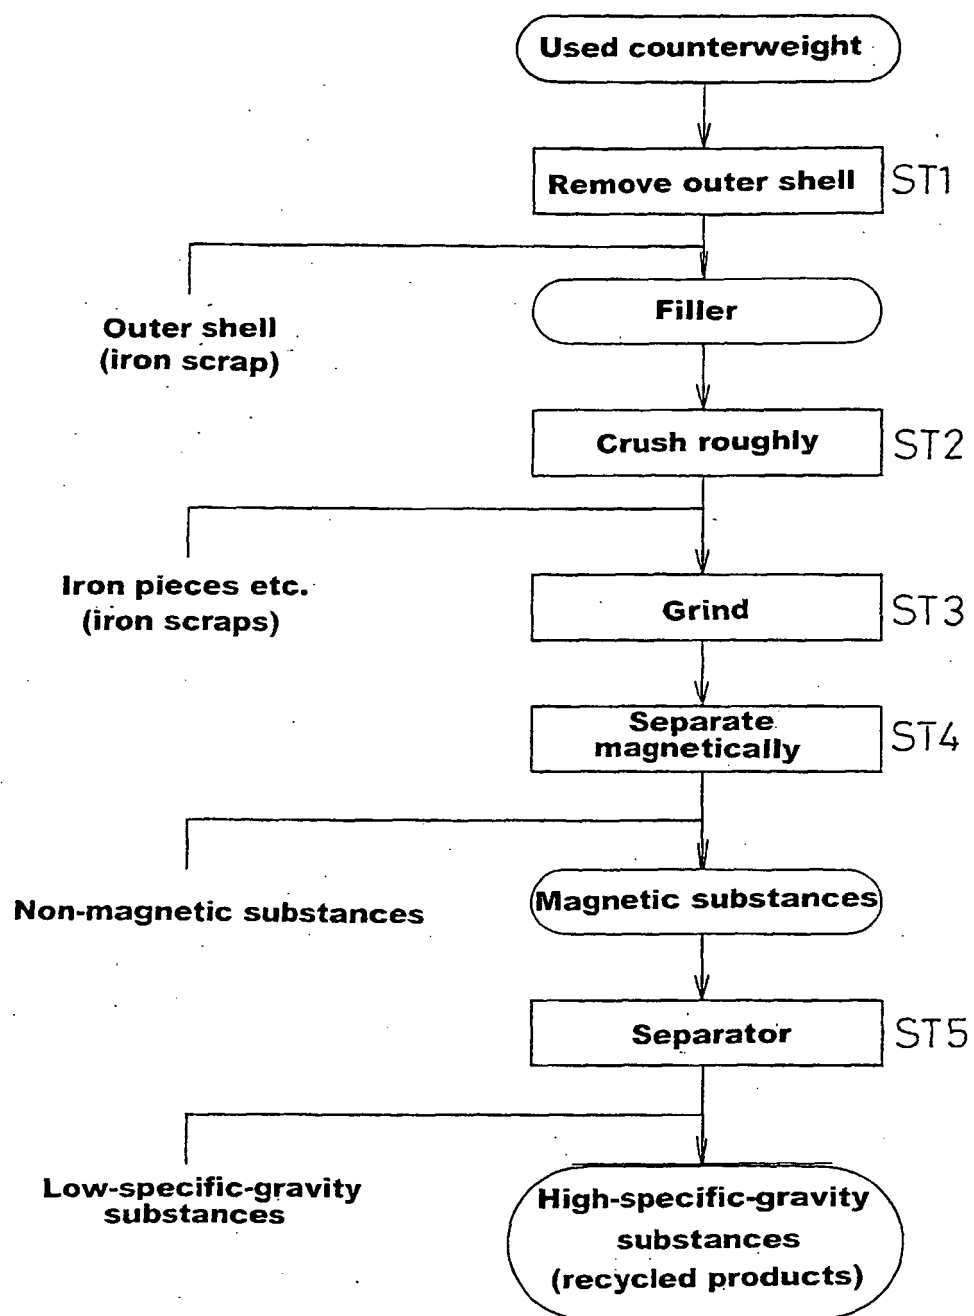 Used counterweight
Remove outer shell
ST1
Outer shell
(iron scrap)
Filler
Crush roughly
ST2
Iron pieces etc.
(iron scraps)
Grind
ST3
Separate
magnetically
ST4
Non-magnetic substances
Magnetic substances
Separator
ST5
Low-specific-gravity
substances
High-specific-gravity
substances
(recycled products)